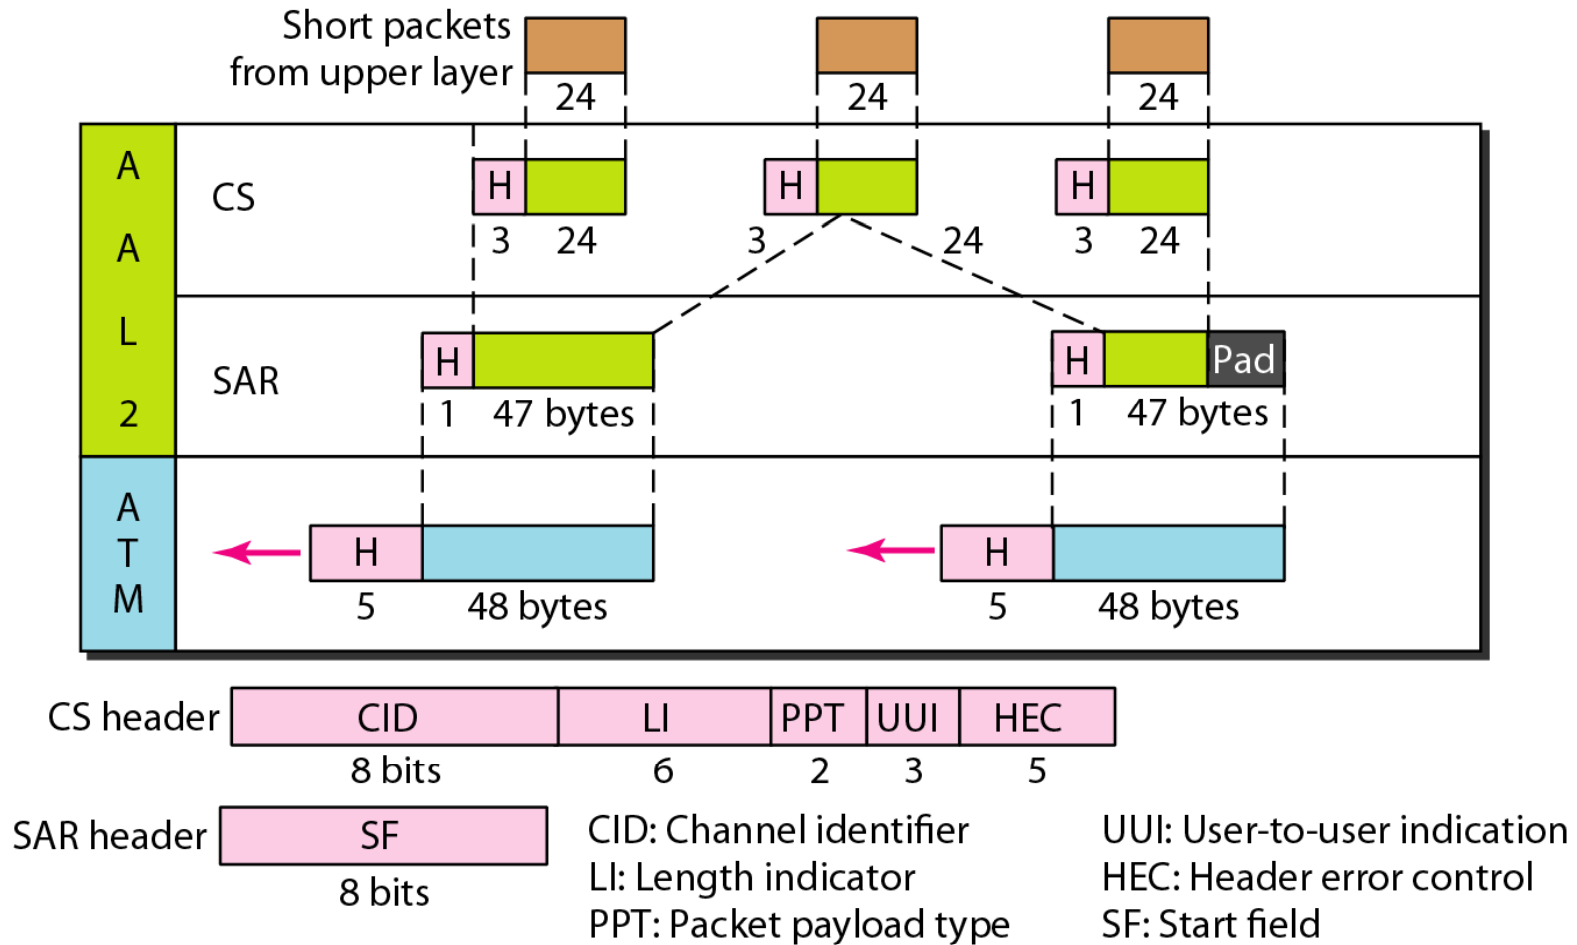 Short packets
from upper layer
24 24 24
A
A
L
2
CS
H H H
3 24 3 24 3 24
SAR
H H Pad
1 47 bytes 1 47 bytes
A
T
M
H H
5 48 bytes 5 48 bytes
CS header CID LI PPT UUI HEC
8 bits 6 2 3 5
SAR header SF
8 bits
CID: Channel identifier
LI: Length indicator
PPT: Packet payload type
UUI: User-to-user indication
HEC: Header error control
SF: Start field